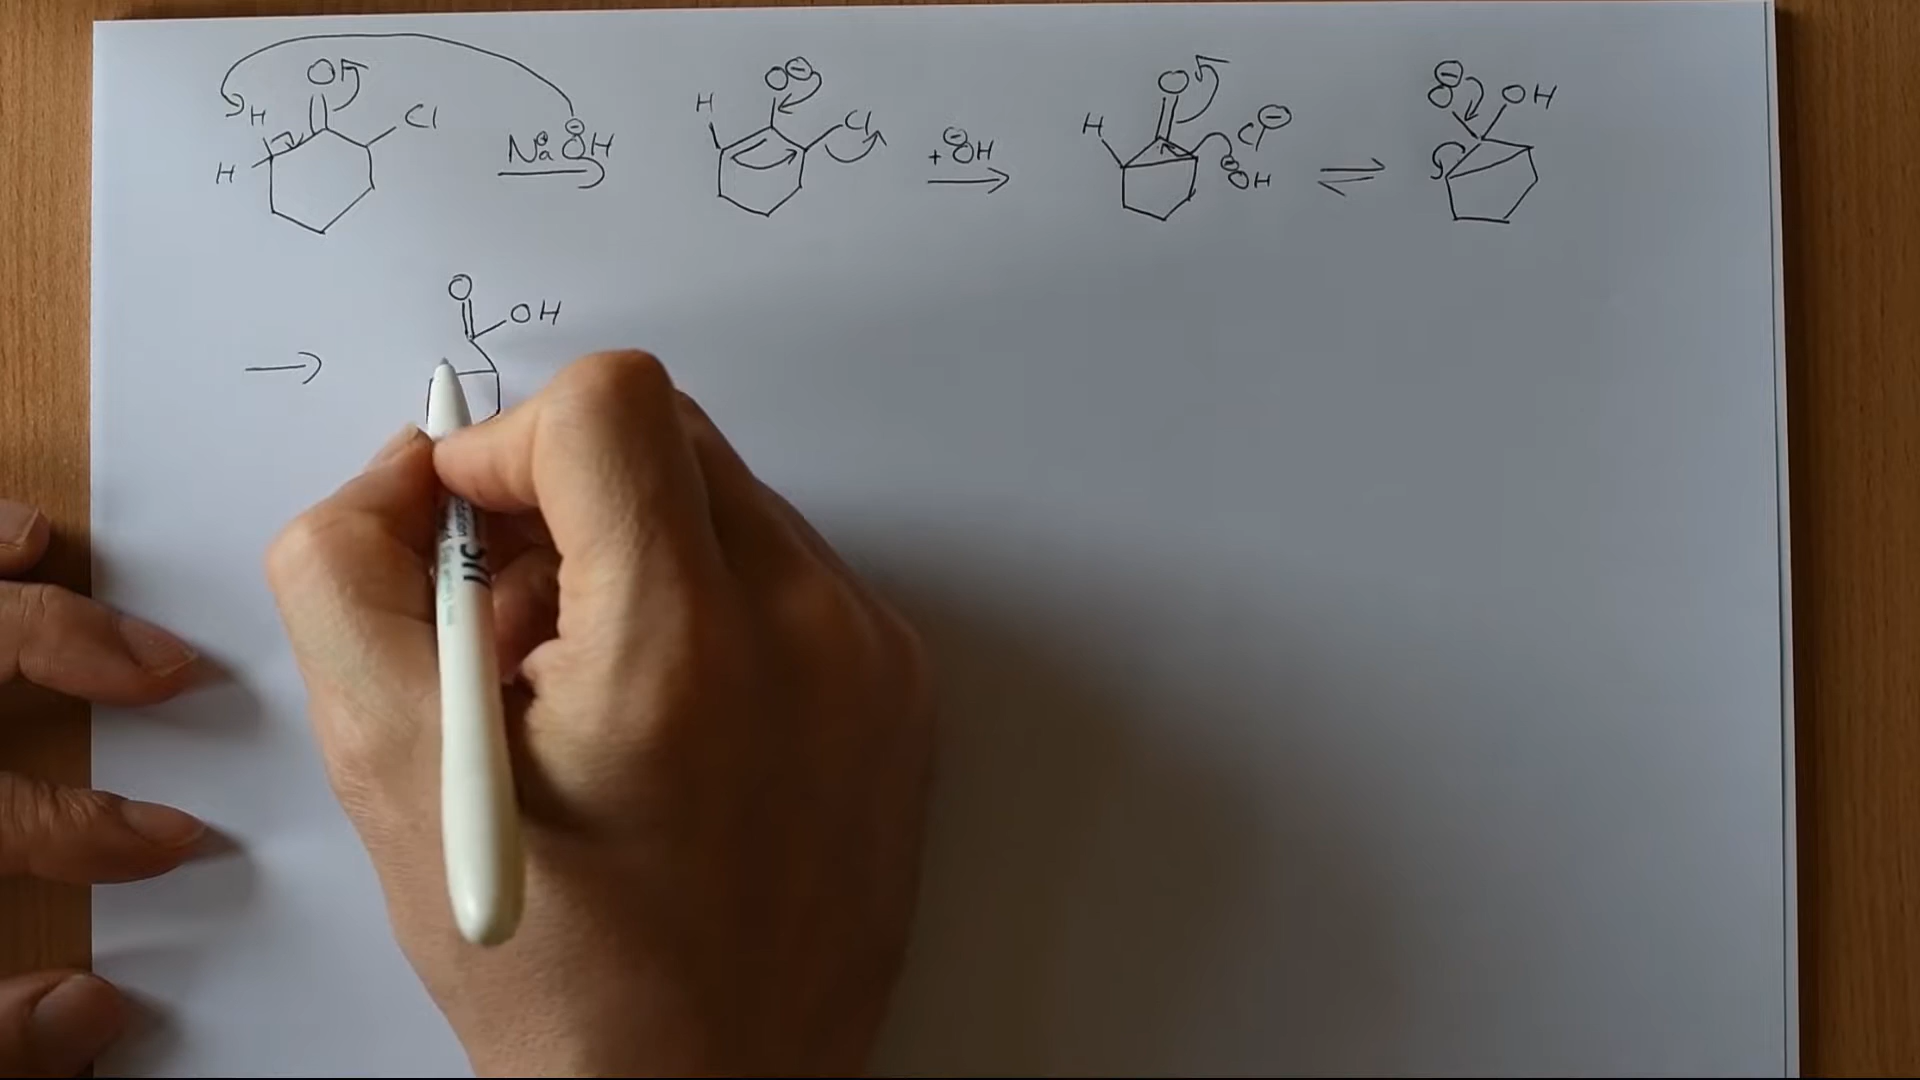 O H Cl H Na⊕ ⊖OH
O⊖ H Cl + ⊖OH
O H Cl⊖ ⊖OH
⊖O OH
O OH